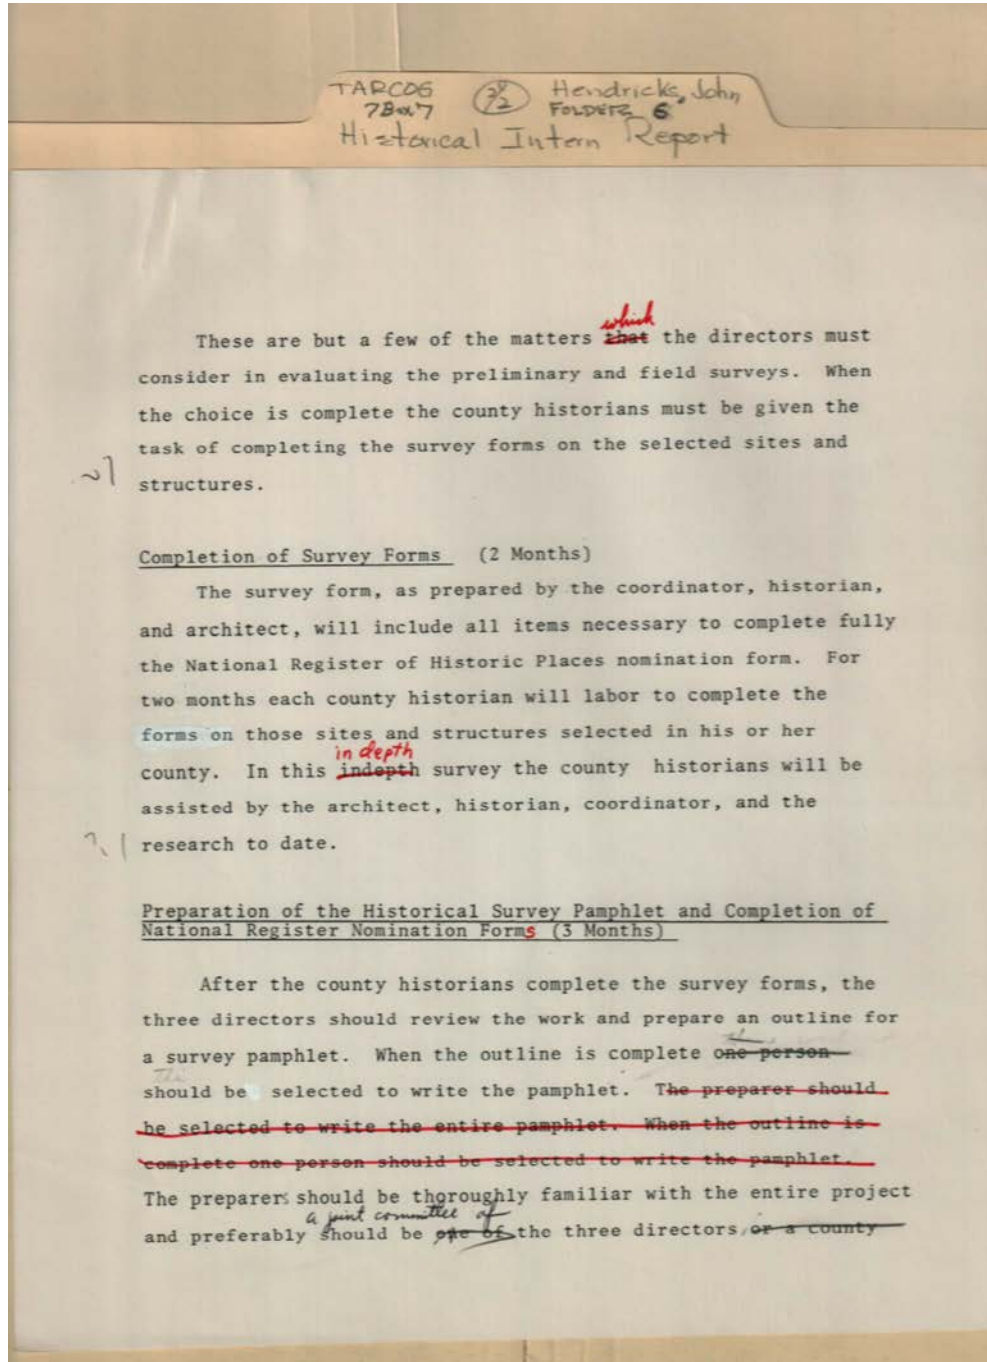 TARCOG 2/2 Hendricks, John
7Box7 FOLDER 6
Historical Intern Report
which
These are but a few of the matters that the directors must
consider in evaluating the preliminary and field surveys. When
the choice is complete the county historians must be given the
task of completing the survey forms on the selected sites and
structures.
Completion of Survey Forms (2 Months)
The survey form, as prepared by the coordinator, historian,
and architect, will include all items necessary to complete fully
the National Register of Historic Places nomination form. For
two months each county historian will labor to complete the
forms on those sites and structures selected in his or her
in depth
county. In this indepth survey the county historians will be
assisted by the architect, historian, coordinator, and the
research to date.
Preparation of the Historical Survey Pamphlet and Completion of
National Register Nomination Forms (3 Months)
After the county historians complete the survey forms, the
three directors should review the work and prepare an outline for
a survey pamphlet. When the outline is complete one person
should be selected to write the pamphlet. The preparer should
be selected to write the entire pamphlet. When the outline is
complete one person should be selected to write the pamphlet.
The preparers should be thoroughly familiar with the entire project
a joint committee of
and preferably should be one of the three directors or a county